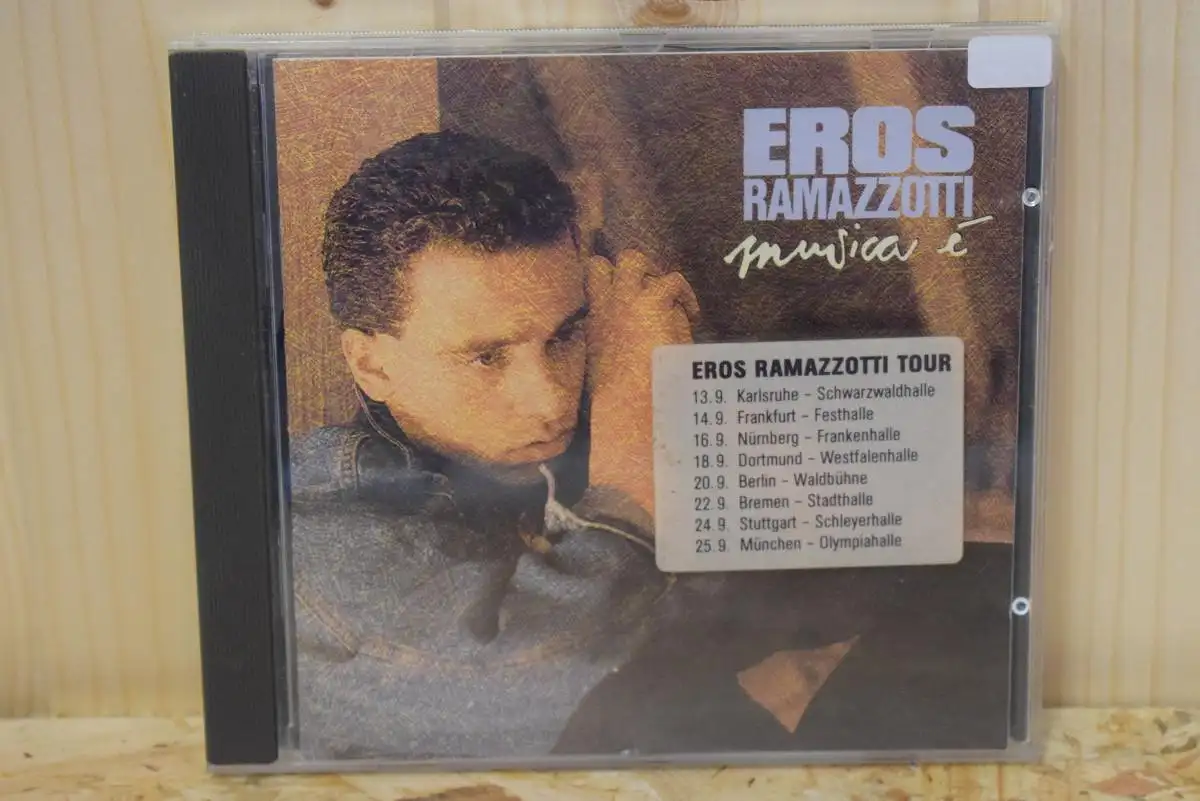 EROS
RAMAZZOTTI
musica è
EROS RAMAZZOTTI TOUR
13.9. Karlsruhe – Schwarzwaldhalle
14.9. Frankfurt – Festhalle
16.9. Nürnberg – Frankenhalle
18.9. Dortmund – Westfalenhalle
20.9. Berlin – Waldbühne
22.9. Bremen – Stadthalle
24.9. Stuttgart – Schleyerhalle
25.9. München – Olympiahalle